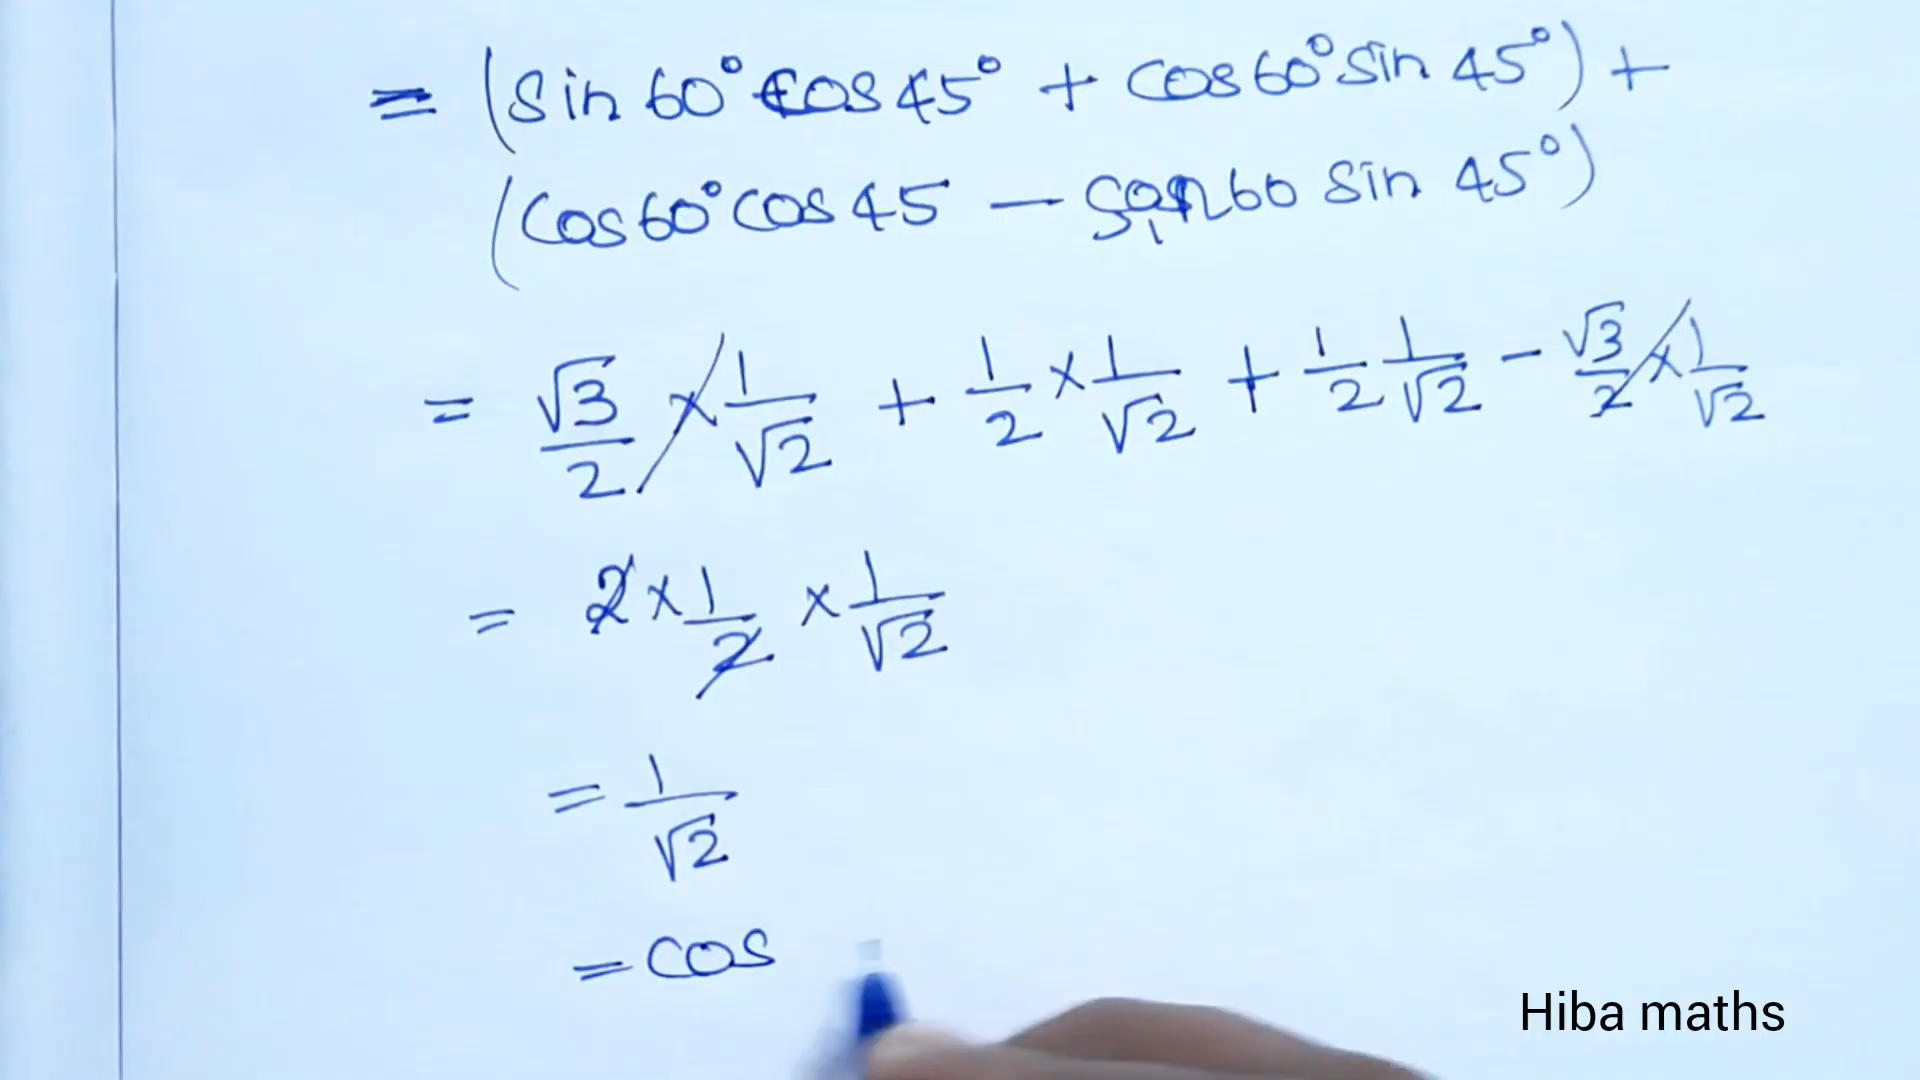 = (sin 60° cos 45° + cos 60° sin 45°) +
(cos 60° cos 45 − sin 60 sin 45°)
= √3/2 × 1/√2 + 1/2 × 1/√2 + 1/2 1/√2 − √3/2 × 1/√2
= 2 × 1/2 × 1/√2
= 1/√2
= cos
Hiba maths